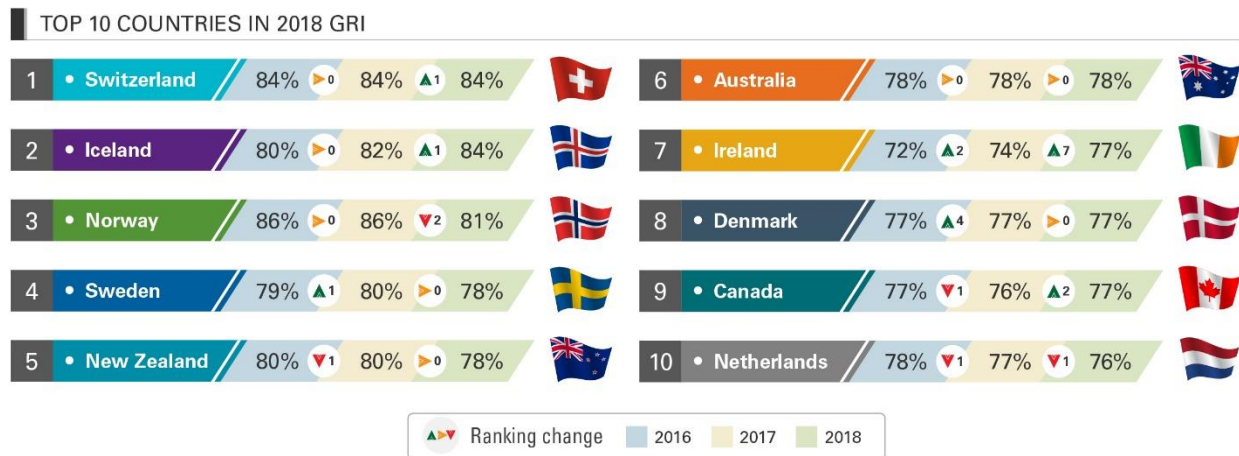 TOP 10 COUNTRIES IN 2018 GRI
1 • Switzerland 84% 0 84% 1 84%
2 • Iceland 80% 0 82% 1 84%
3 • Norway 86% 0 86% 2 81%
4 • Sweden 79% 1 80% 0 78%
5 • New Zealand 80% 1 80% 0 78%
6 • Australia 78% 0 78% 0 78%
7 • Ireland 72% 2 74% 7 77%
8 • Denmark 77% 4 77% 0 77%
9 • Canada 77% 1 76% 2 77%
10 • Netherlands 78% 1 77% 1 76%
Ranking change 2016 2017 2018